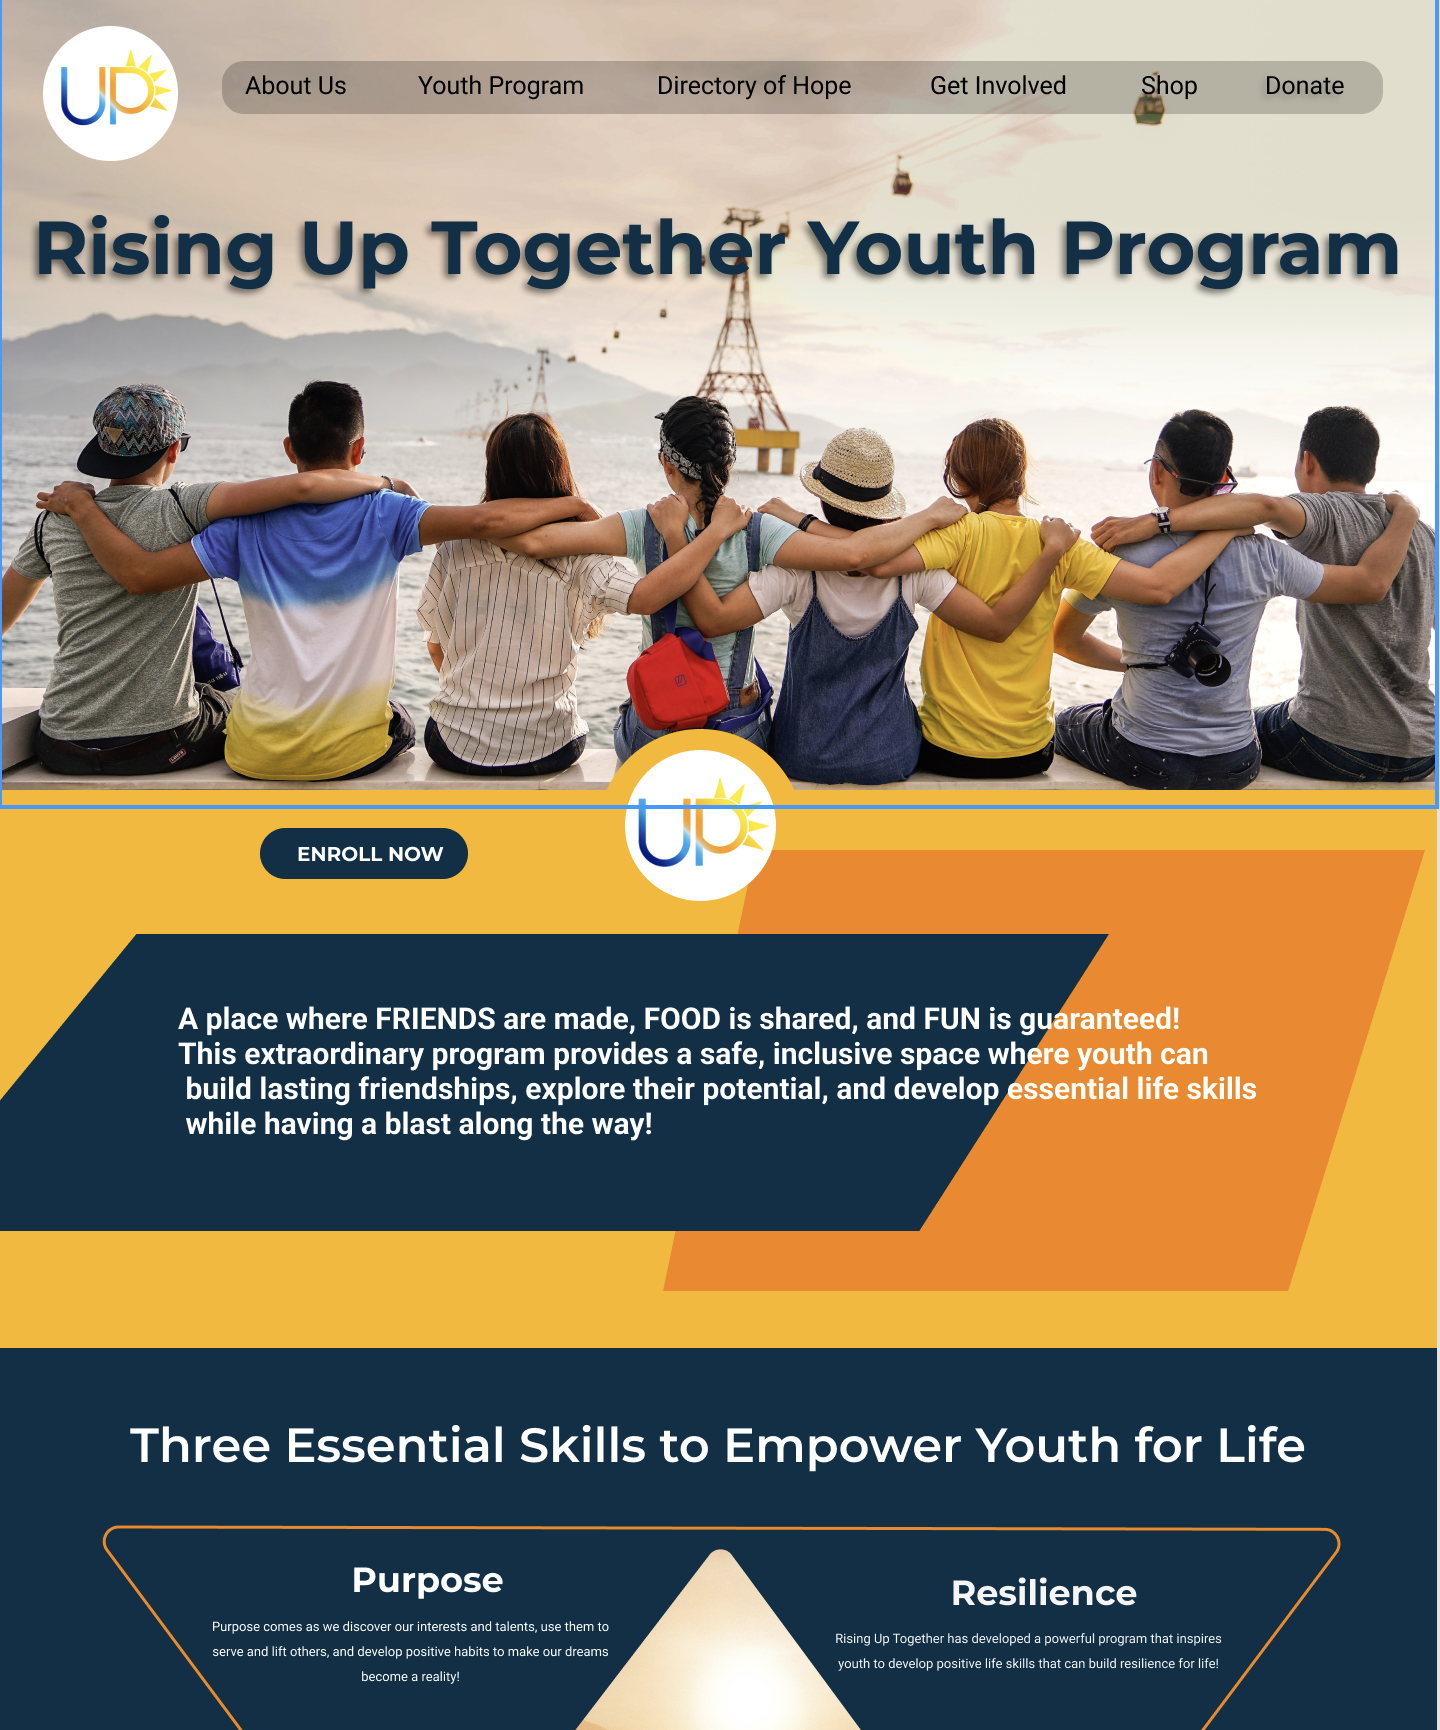 UP
About Us Youth Program Directory of Hope Get Involved Shop Donate
Rising Up Together Youth Program
UP
ENROLL NOW
A place where FRIENDS are made, FOOD is shared, and FUN is guaranteed!
This extraordinary program provides a safe, inclusive space where youth can
build lasting friendships, explore their potential, and develop essential life skills
while having a blast along the way!
Three Essential Skills to Empower Youth for Life
Purpose
Purpose comes as we discover our interests and talents, use them to
serve and lift others, and develop positive habits to make our dreams
become a reality!
Resilience
Rising Up Together has developed a powerful program that inspires
youth to develop positive life skills that can build resilience for life!